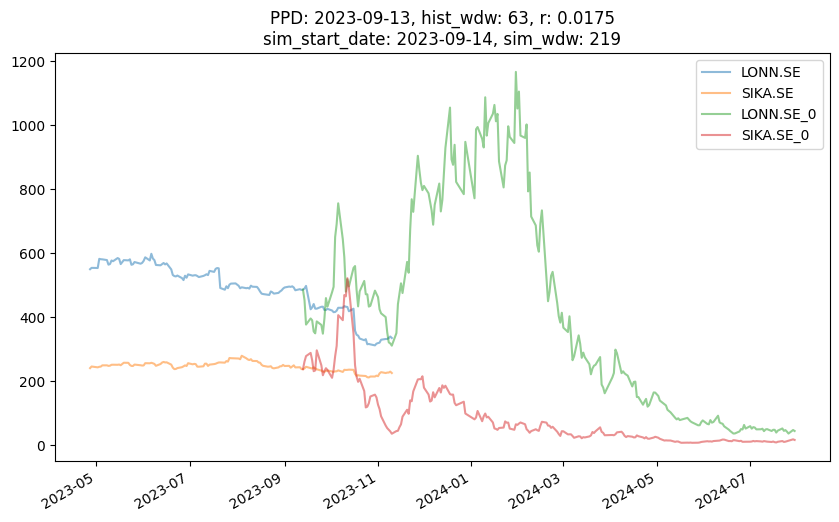 PPD: 2023-09-13, hist_wdw: 63, r: 0.0175
sim_start_date: 2023-09-14, sim_wdw: 219
1200
1000
800
600
400
200
0
LONN.SE
SIKA.SE
LONN.SE_0
SIKA.SE_0
2023-05
2023-07
2023-09
2023-11
2024-01
2024-03
2024-05
2024-07